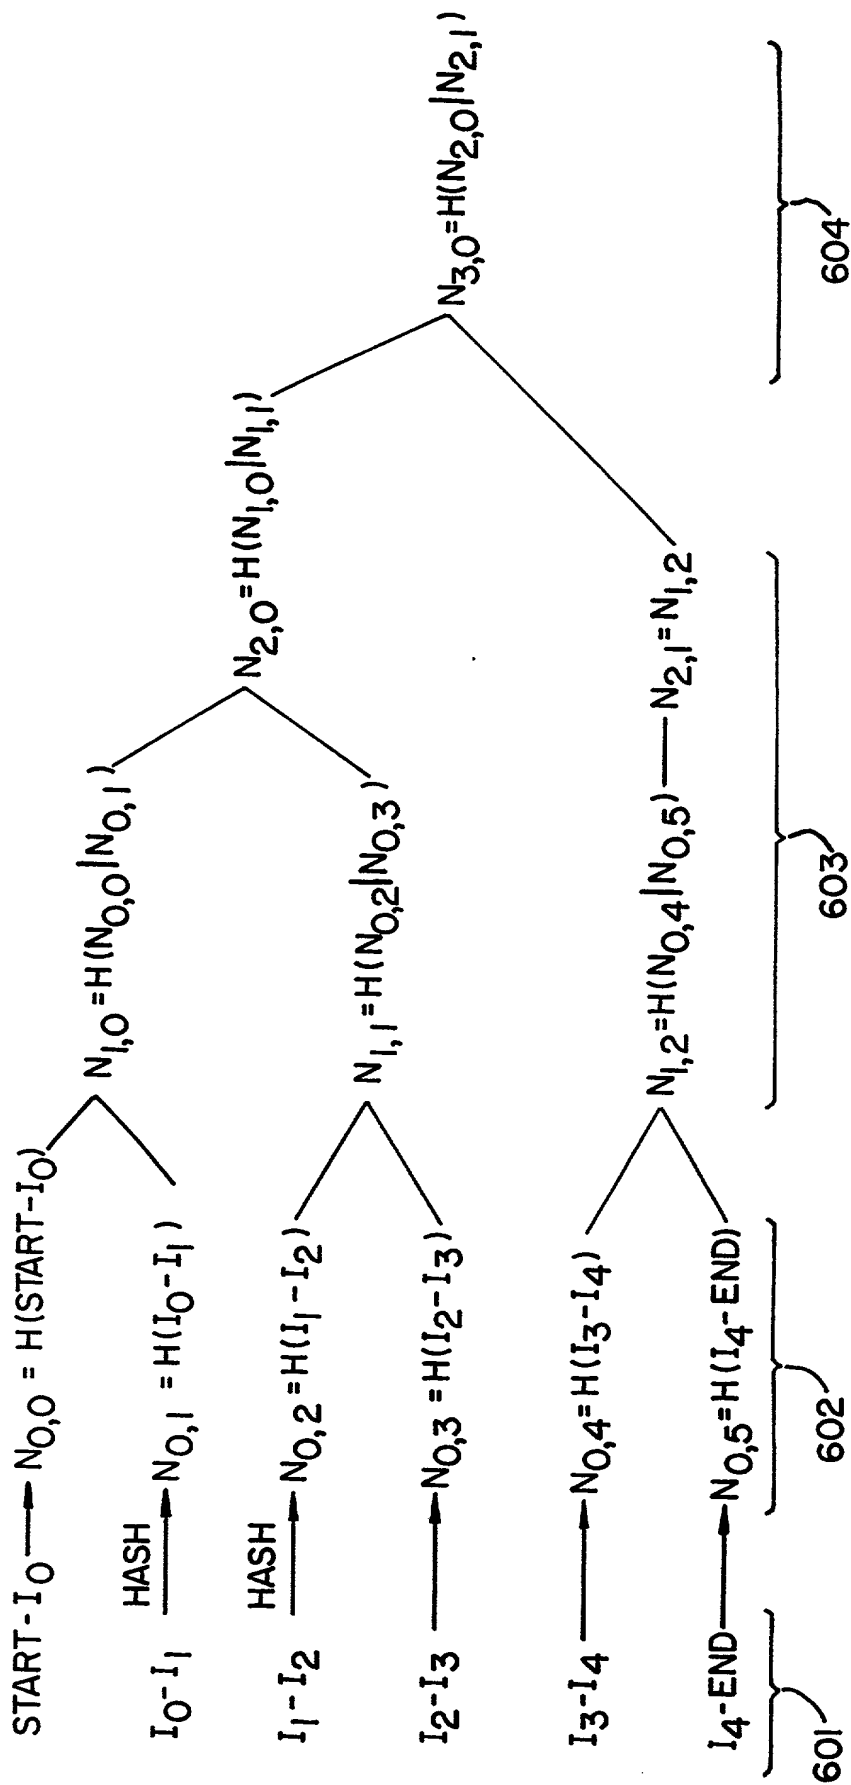 START-I0 N0,0 = H(START-I0)
I0-I1 HASH N0,1 = H(I0-I1)
I1-I2 HASH N0,2 = H(I1-I2)
I2-I3 N0,3 = H(I2-I3)
I3-I4 N0,4 = H(I3-I4)
I4-END N0,5 = H(I4-END)
N1,0 = H(N0,0|N0,1)
N1,1 = H(N0,2|N0,3)
N1,2 = H(N0,4|N0,5)
N2,0 = H(N1,0|N1,1)
N2,1 = N1,2
N3,0 = H(N2,0|N2,1)
601
602
603
604